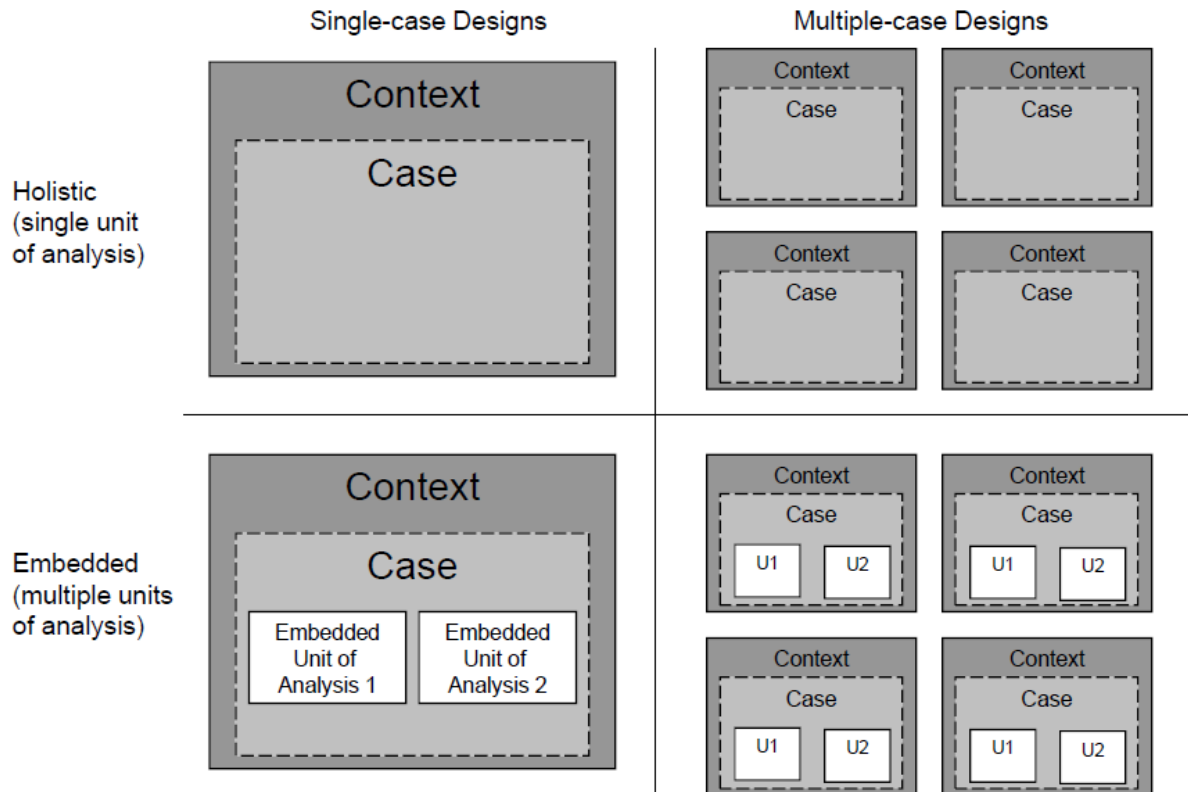 Single-case Designs
Multiple-case Designs
Holistic
(single unit
of analysis)
Context
Case
Context
Case
Context
Case
Context
Case
Context
Case
Embedded
(multiple units
of analysis)
Context
Case
Embedded
Unit of
Analysis 1
Embedded
Unit of
Analysis 2
Context
Case
U1
U2
Context
Case
U1
U2
Context
Case
U1
U2
Context
Case
U1
U2